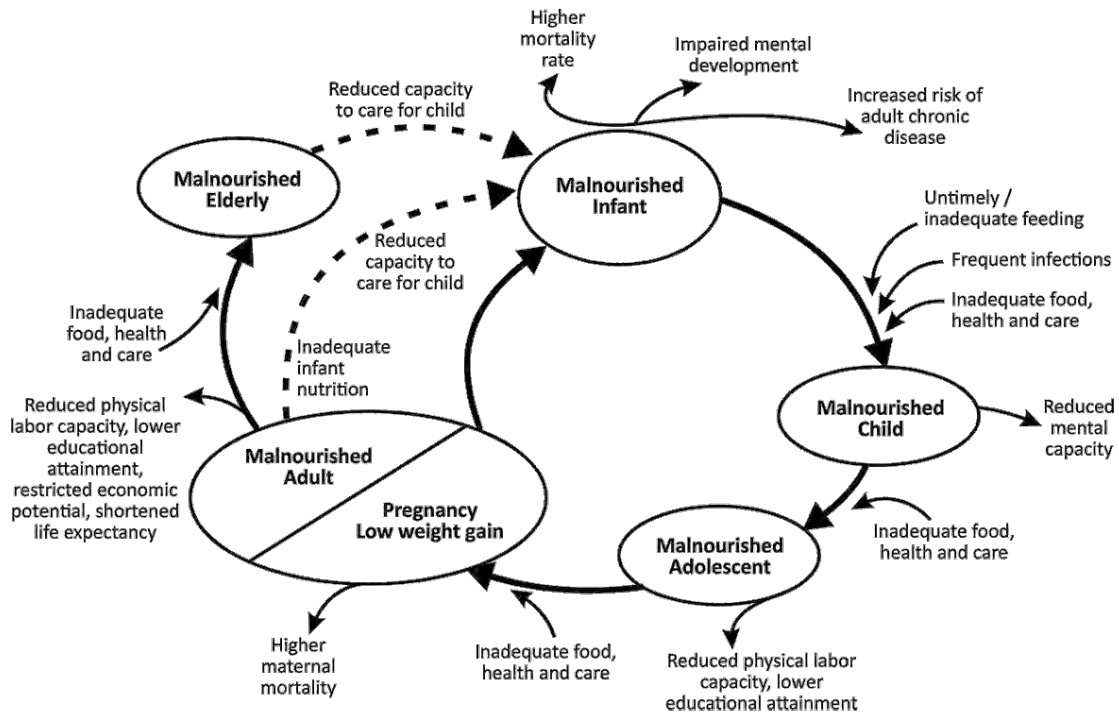 Higher
mortality
rate
Impaired mental
development
Increased risk of
adult chronic
disease
Reduced capacity
to care for child
Malnourished
Elderly
Malnourished
Infant
Reduced
capacity to
care for child
Untimely /
inadequate feeding
Frequent infections
Inadequate food,
health and care
Inadequate
food, health
and care
Inadequate
infant
nutrition
Reduced physical
labor capacity, lower
educational
attainment,
restricted economic
potential, shortened
life expectancy
Malnourished
Adult
Pregnancy
Low weight gain
Malnourished
Child
Reduced
mental
capacity
Inadequate food,
health and care
Malnourished
Adolescent
Inadequate food,
health and care
Higher
maternal
mortality
Reduced physical labor
capacity, lower
educational attainment